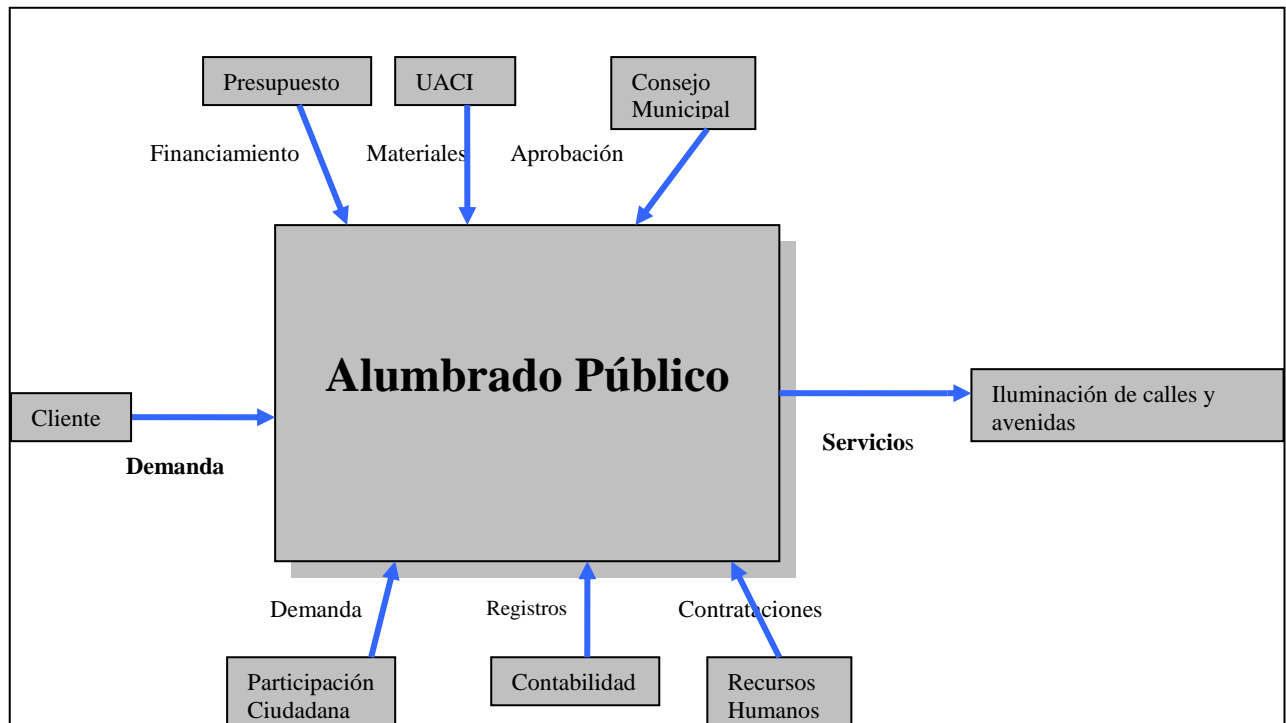 Presupuesto
UACI
Consejo
Municipal
Financiamiento
Materiales
Aprobación
Alumbrado Público
Cliente
Demanda
Servicios
Iluminación de calles y
avenidas
Demanda
Registros
Contrataciones
Participación
Ciudadana
Contabilidad
Recursos
Humanos